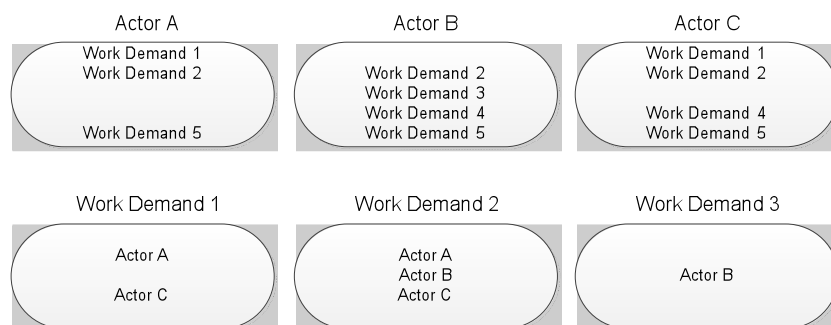 Actor A
Actor B
Actor C
Work Demand 1
Work Demand 2
Work Demand 5
Work Demand 2
Work Demand 3
Work Demand 4
Work Demand 5
Work Demand 1
Work Demand 2
Work Demand 4
Work Demand 5
Work Demand 1
Work Demand 2
Work Demand 3
Actor A
Actor C
Actor A
Actor B
Actor C
Actor B